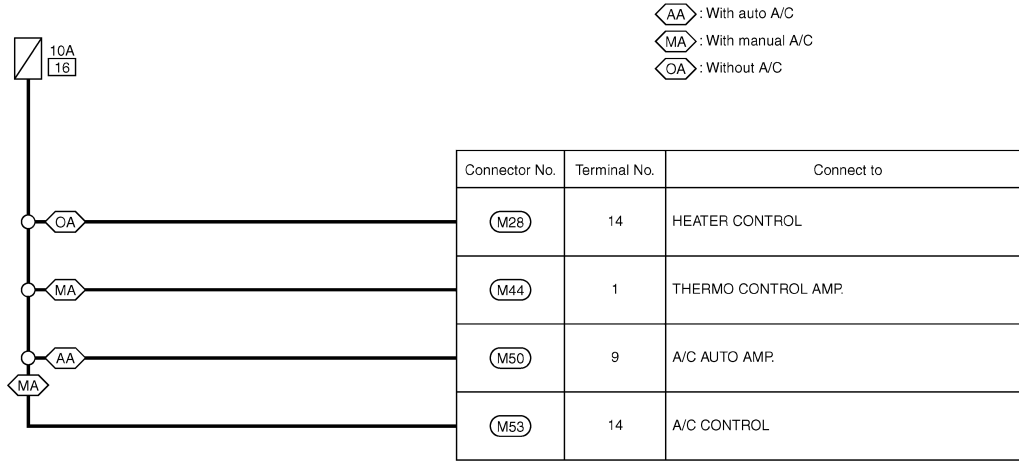 AA : With auto A/C
MA : With manual A/C
OA : Without A/C
10A
16
Connector No. Terminal No. Connect to
OA M28 14 HEATER CONTROL
MA M44 1 THERMO CONTROL AMP.
AA M50 9 A/C AUTO AMP.
MA
M53 14 A/C CONTROL